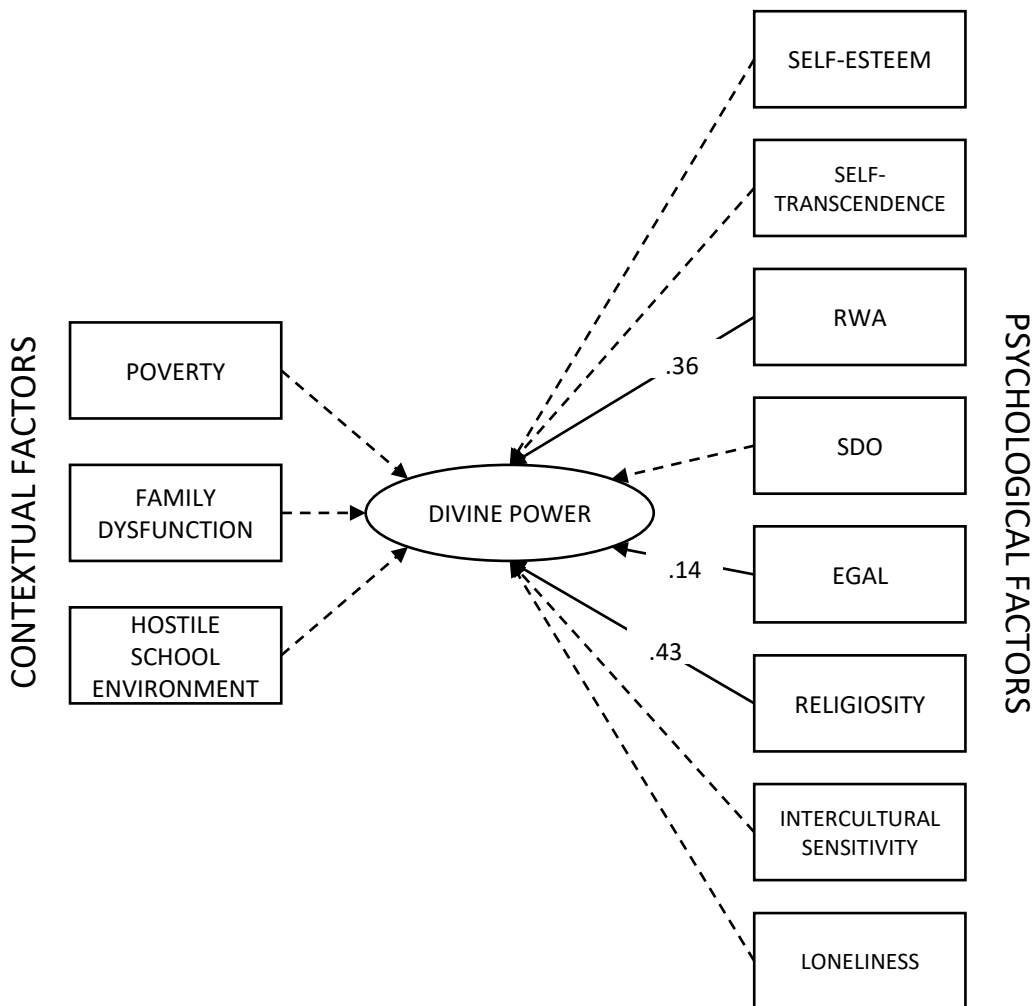 CONTEXTUAL FACTORS
POVERTY
FAMILY
DYSFUNCTION
HOSTILE
SCHOOL
ENVIRONMENT
DIVINE POWER
.36
.14
.43
SELF-ESTEEM
SELF-
TRANSCENDENCE
RWA
SDO
EGAL
RELIGIOSITY
INTERCULTURAL
SENSITIVITY
LONELINESS
PSYCHOLOGICAL FACTORS